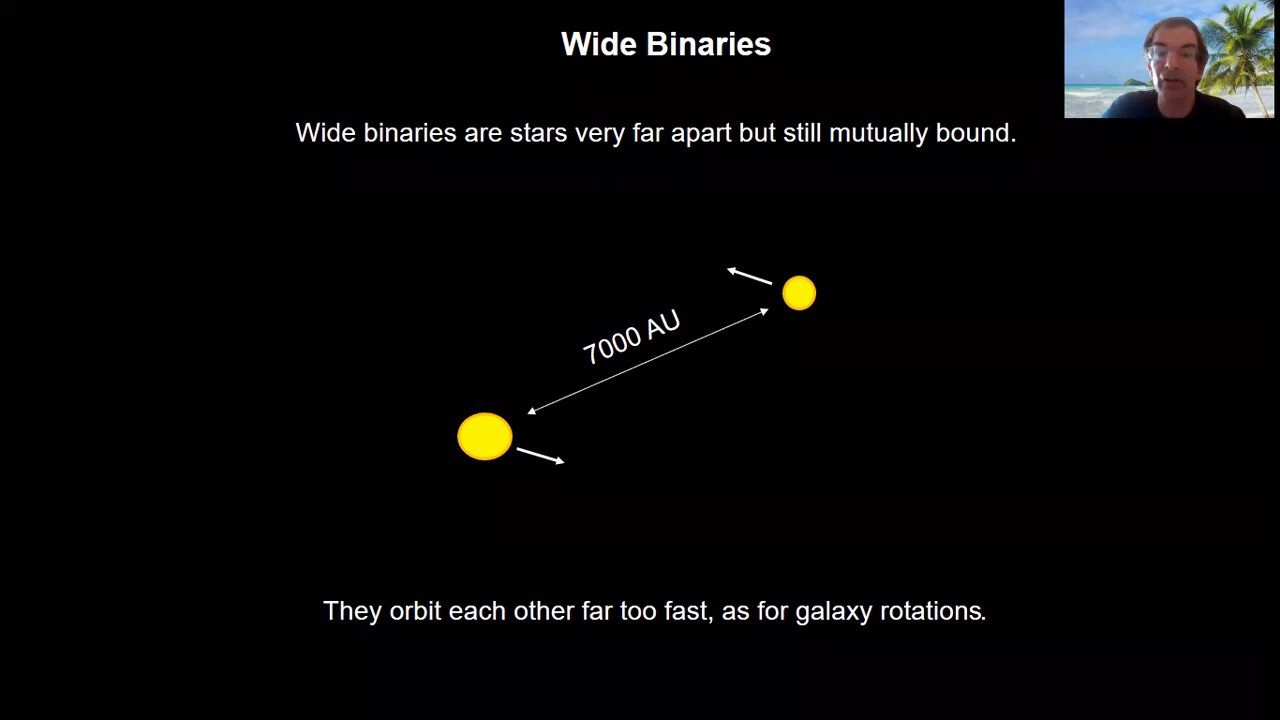 Wide Binaries
Wide binaries are stars very far apart but still mutually bound.
7000 AU
They orbit each other far too fast, as for galaxy rotations.